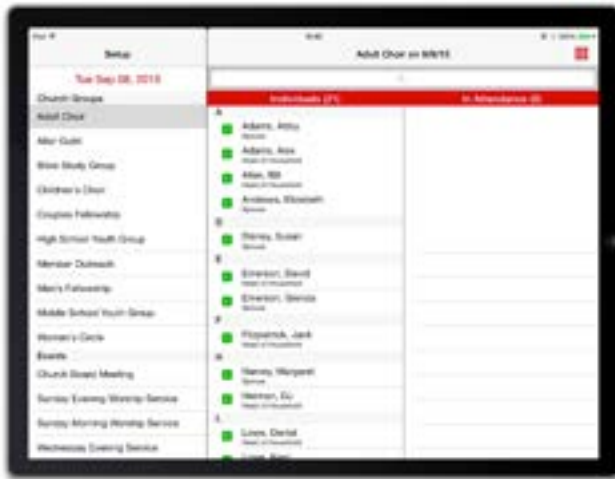 Setup
Adult Choir on 9/8/15
Tue Sep 08, 2015
Church Groups
Adult Choir
Altar Guild
Bible Study Group
Children's Choir
Couples Fellowship
High School Youth Group
Member Outreach
Men's Fellowship
Middle School Youth Group
Women's Circle
Events
Church Board Meeting
Sunday Evening Worship Service
Sunday Morning Worship Service
Wednesday Evening Service
Individuals (21)
In Attendance (0)
A
Adams, Abby
Spouse
Adams, Alex
Head of Household
Allen, Bill
Head of Household
Andrews, Elizabeth
Spouse
D
Disney, Susan
Head of Household
E
Emerson, David
Head of Household
Emerson, Glenda
Spouse
F
Fitzpatrick, Jack
Head of Household
H
Harvey, Margaret
Spouse
Head of Household
L
Love, Daniel
Head of Household